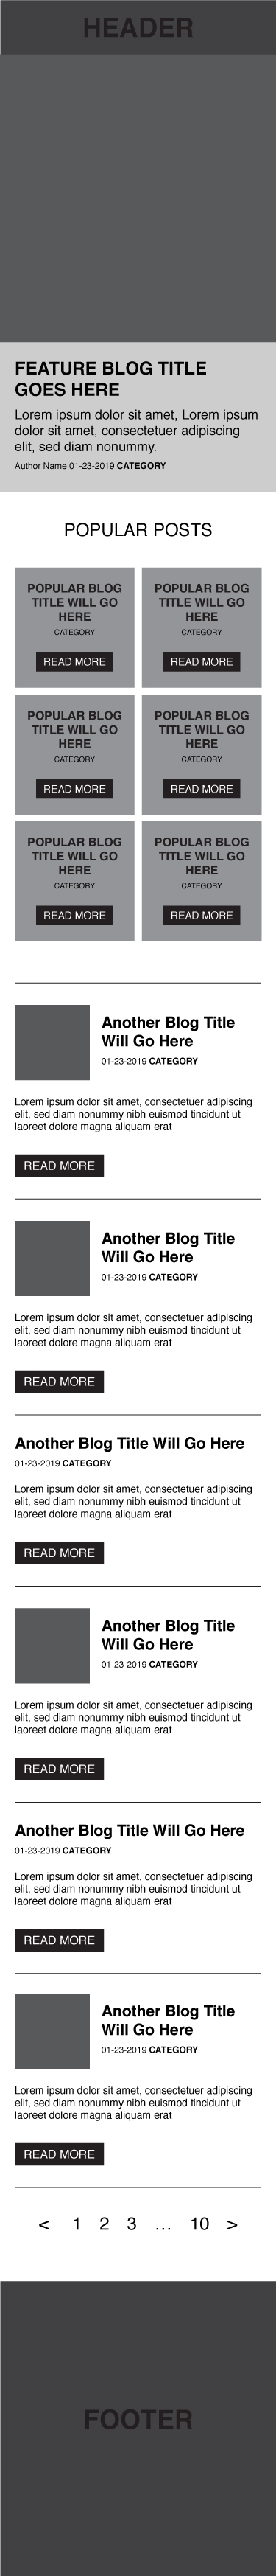 HEADER
FEATURE BLOG TITLE
GOES HERE
Lorem ipsum dolor sit amet, Lorem ipsum
dolor sit amet, consectetuer adipiscing
elit, sed diam nonummy.
Author Name 01-23-2019 CATEGORY
POPULAR POSTS
POPULAR BLOG
TITLE WILL GO
HERE
CATEGORY
READ MORE
POPULAR BLOG
TITLE WILL GO
HERE
CATEGORY
READ MORE
POPULAR BLOG
TITLE WILL GO
HERE
CATEGORY
READ MORE
POPULAR BLOG
TITLE WILL GO
HERE
CATEGORY
READ MORE
POPULAR BLOG
TITLE WILL GO
HERE
CATEGORY
READ MORE
POPULAR BLOG
TITLE WILL GO
HERE
CATEGORY
READ MORE
Another Blog Title
Will Go Here
01-23-2019 CATEGORY
Lorem ipsum dolor sit amet, consectetuer adipiscing
elit, sed diam nonummy nibh euismod tincidunt ut
laoreet dolore magna aliquam erat
READ MORE
Another Blog Title
Will Go Here
01-23-2019 CATEGORY
Lorem ipsum dolor sit amet, consectetuer adipiscing
elit, sed diam nonummy nibh euismod tincidunt ut
laoreet dolore magna aliquam erat
READ MORE
Another Blog Title Will Go Here
01-23-2019 CATEGORY
Lorem ipsum dolor sit amet, consectetuer adipiscing
elit, sed diam nonummy nibh euismod tincidunt ut
laoreet dolore magna aliquam erat
READ MORE
Another Blog Title
Will Go Here
01-23-2019 CATEGORY
Lorem ipsum dolor sit amet, consectetuer adipiscing
elit, sed diam nonummy nibh euismod tincidunt ut
laoreet dolore magna aliquam erat
READ MORE
Another Blog Title Will Go Here
01-23-2019 CATEGORY
Lorem ipsum dolor sit amet, consectetuer adipiscing
elit, sed diam nonummy nibh euismod tincidunt ut
laoreet dolore magna aliquam erat
READ MORE
Another Blog Title
Will Go Here
01-23-2019 CATEGORY
Lorem ipsum dolor sit amet, consectetuer adipiscing
elit, sed diam nonummy nibh euismod tincidunt ut
laoreet dolore magna aliquam erat
READ MORE
< 1 2 3 ... 10 >
FOOTER